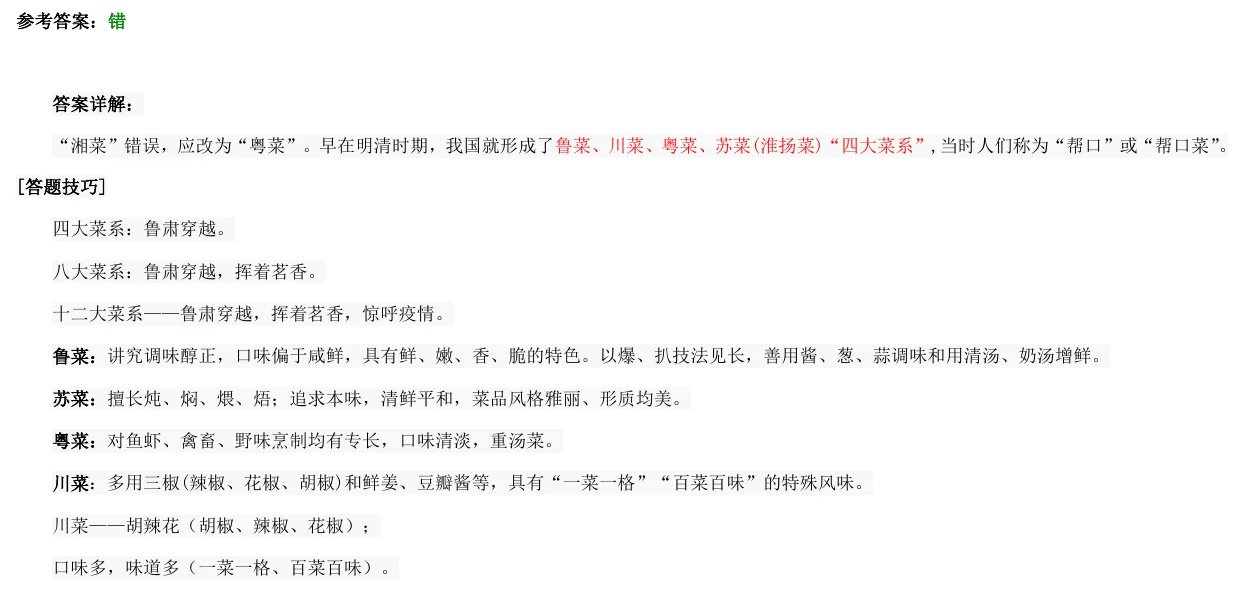 参考答案：错
答案详解：
“湘菜”错误，应改为“粤菜”。早在明清时期，我国就形成了鲁菜、川菜、粤菜、苏菜(淮扬菜)“四大菜系”,当时人们称为“帮口”或“帮口菜”。
[答题技巧]
四大菜系：鲁肃穿越。
八大菜系：鲁肃穿越，挥着茗香。
十二大菜系——鲁肃穿越，挥着茗香，惊呼疫情。
鲁菜：讲究调味醇正，口味偏于咸鲜，具有鲜、嫩、香、脆的特色。以爆、扒技法见长，善用酱、葱、蒜调味和用清汤、奶汤增鲜。
苏菜：擅长炖、焖、煨、焐；追求本味，清鲜平和，菜品风格雅丽、形质均美。
粤菜：对鱼虾、禽畜、野味烹制均有专长，口味清淡，重汤菜。
川菜：多用三椒(辣椒、花椒、胡椒)和鲜姜、豆瓣酱等，具有“一菜一格”“百菜百味”的特殊风味。
川菜——胡辣花（胡椒、辣椒、花椒）；
口味多，味道多（一菜一格、百菜百味）。